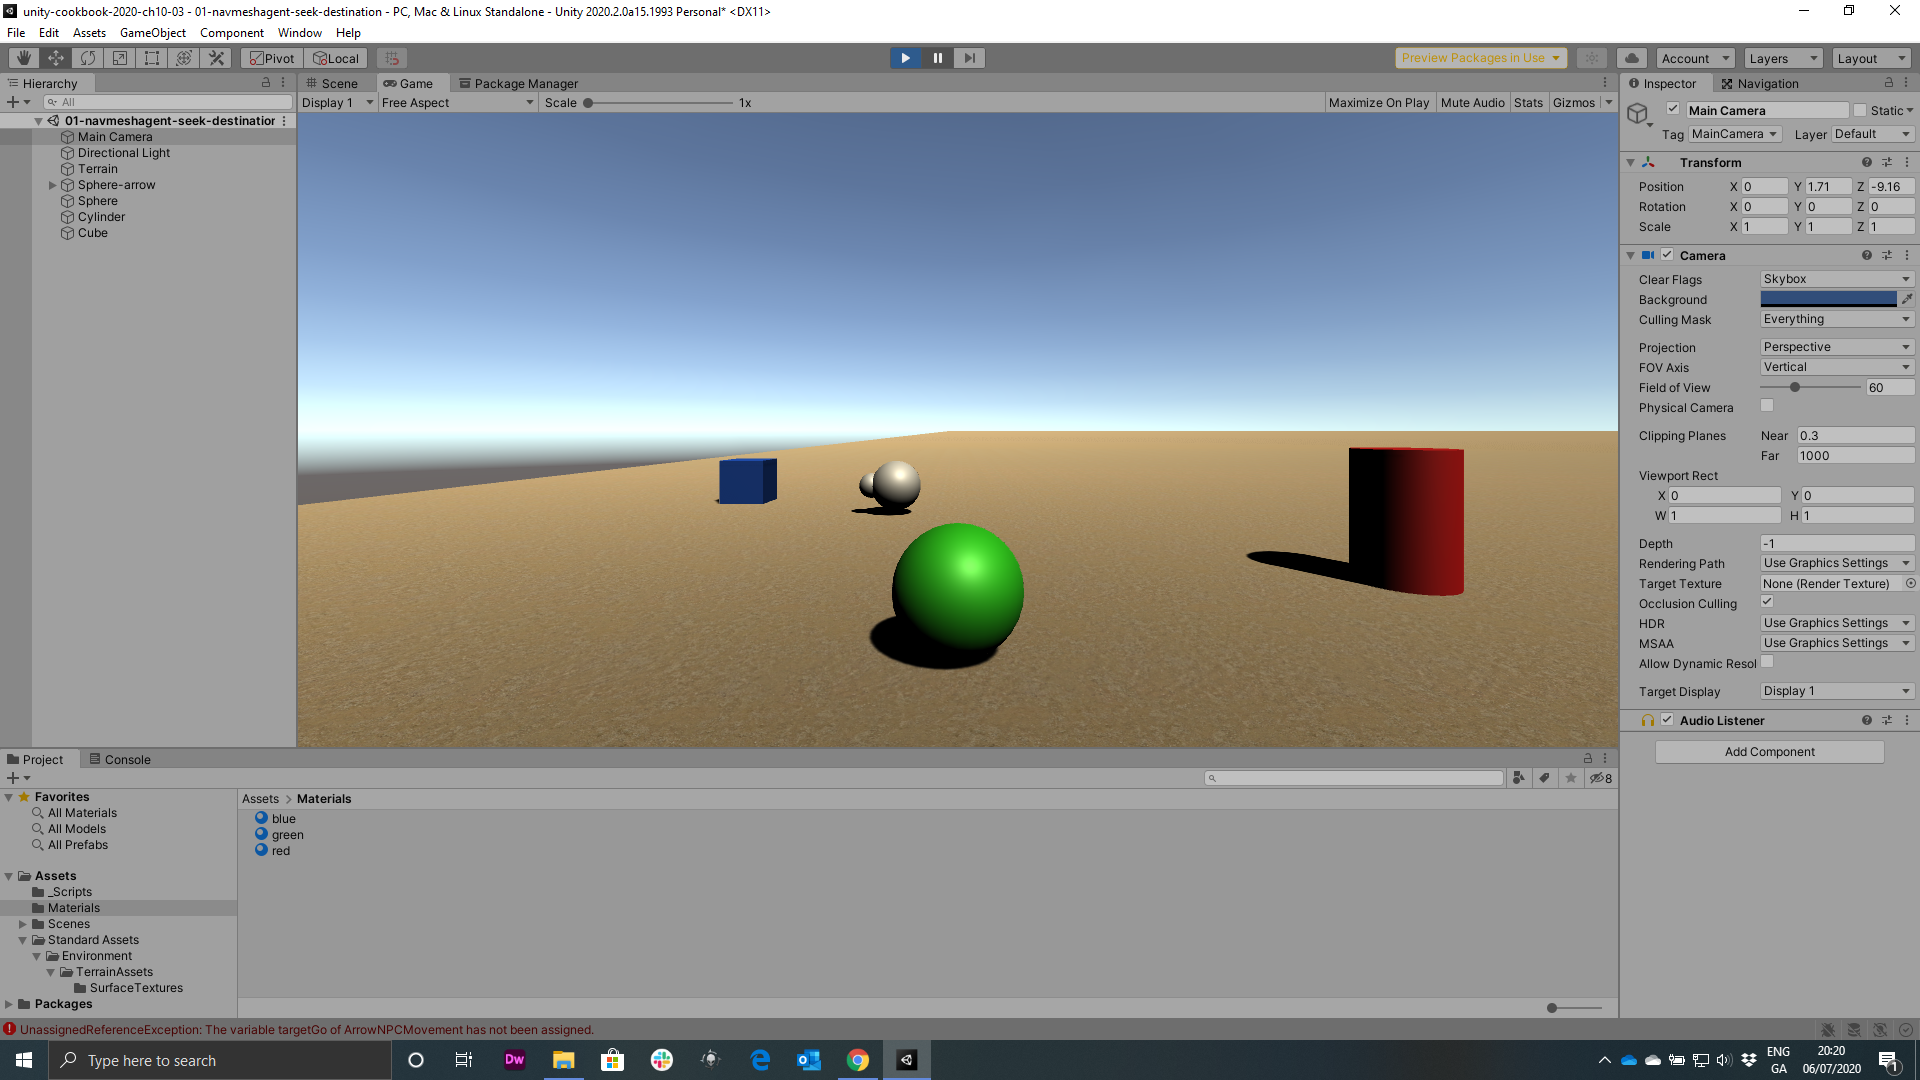 unity-cookbook-2020-ch10-03 - 01-navmeshagent-seek-destination - PC, Mac & Linux Standalone - Unity 2020.2.0a15.1993 Personal* <DX11>
File Edit Assets GameObject Component Window Help
Pivot Local Preview Packages in Use Account Layers Layout
Hierarchy Scene Game Package Manager Inspector Navigation
All Display 1 Free Aspect Scale 1x Maximize On Play Mute Audio Stats Gizmos
01-navmeshagent-seek-destination
Main Camera
Directional Light
Terrain
Sphere-arrow
Sphere
Cylinder
Cube
Main Camera Static
Tag MainCamera Layer Default
Transform
Position X 0 Y 1.71 Z -9.16
Rotation X 0 Y 0 Z 0
Scale X 1 Y 1 Z 1
Camera
Clear Flags Skybox
Background
Culling Mask Everything
Projection Perspective
FOV Axis Vertical
Field of View 60
Physical Camera
Clipping Planes Near 0.3
Far 1000
Viewport Rect
X 0 Y 0
W 1 H 1
Depth -1
Rendering Path Use Graphics Settings
Target Texture None (Render Texture)
Occlusion Culling
HDR Use Graphics Settings
MSAA Use Graphics Settings
Allow Dynamic Resol
Target Display Display 1
Audio Listener
Add Component
Project Console
8
Favorites
All Materials
All Models
All Prefabs
Assets
_Scripts
Materials
Scenes
Standard Assets
Environment
TerrainAssets
SurfaceTextures
Packages
Assets > Materials
blue
green
red
UnassignedReferenceException: The variable targetGo of ArrowNPCMovement has not been assigned.
Type here to search
Dw
ENG
GA
20:20
06/07/2020
1